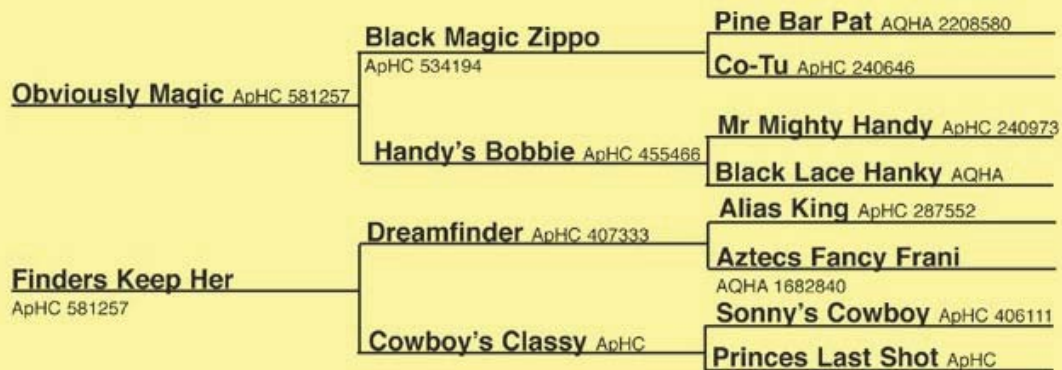 Pine Bar Pat AQHA 2208580
Black Magic Zippo
ApHC 534194
Co-Tu ApHC 240646
Obviously Magic ApHC 581257
Mr Mighty Handy ApHC 240973
Handy's Bobbie ApHC 455466
Black Lace Hanky AQHA
Alias King ApHC 287552
Dreamfinder ApHC 407333
Aztecs Fancy Frani
AQHA 1682840
Finders Keep Her
ApHC 581257
Sonny's Cowboy ApHC 406111
Cowboy's Classy ApHC
Princes Last Shot ApHC